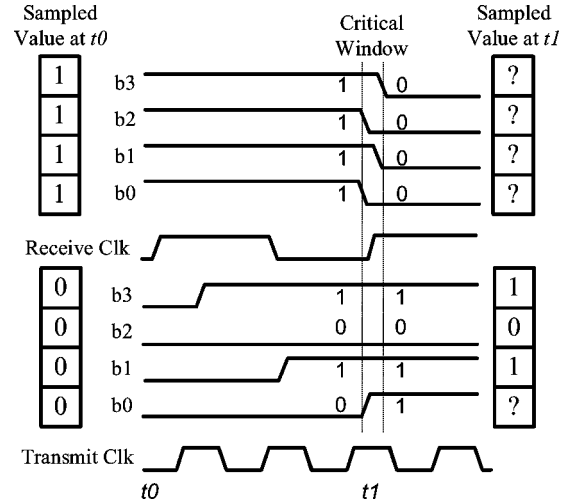 Sampled
Value at t0
Critical
Window
Sampled
Value at t1
1 b3 1 0 ?
1 b2 1 0 ?
1 b1 1 0 ?
1 b0 1 0 ?
Receive Clk
0 b3 1 1 1
0 b2 0 0 0
0 b1 1 1 1
0 b0 0 1 ?
Transmit Clk
t0 t1